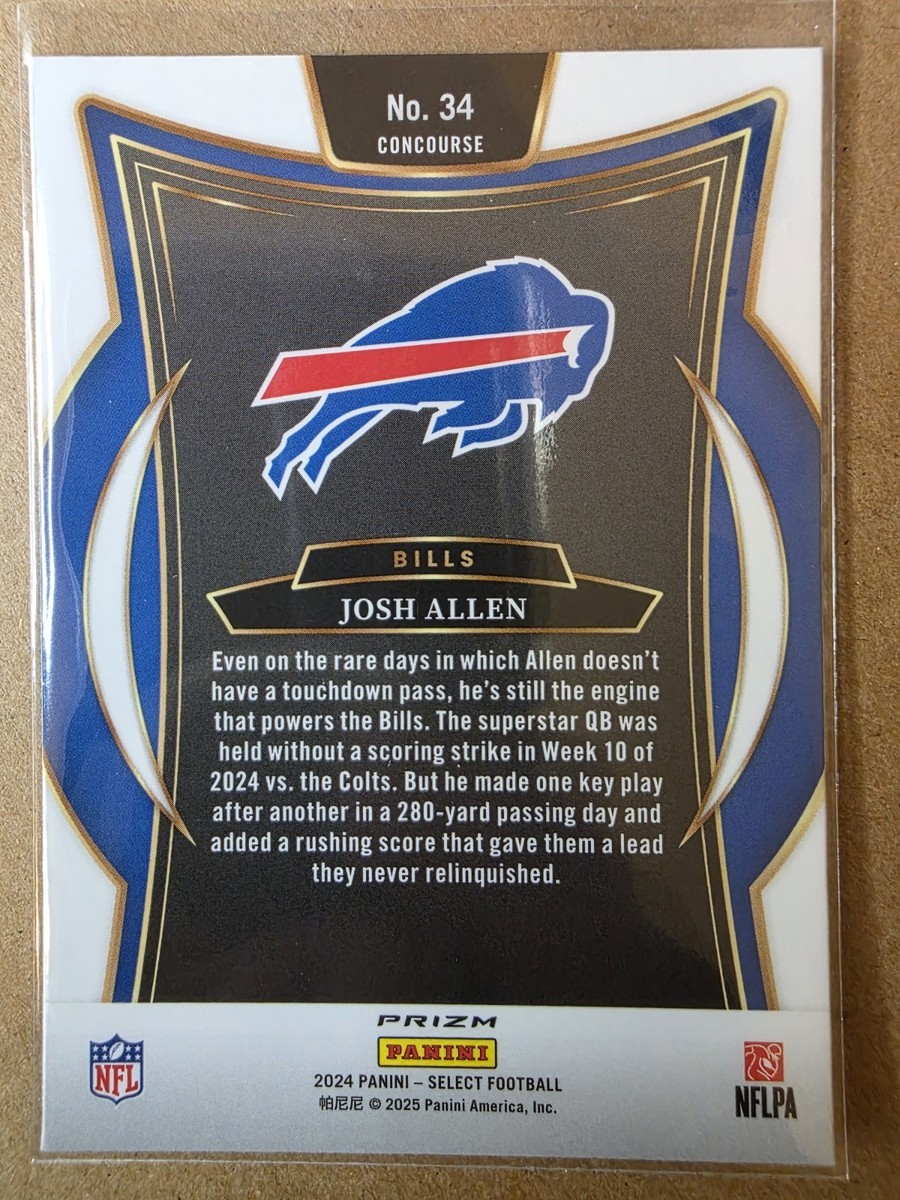 No. 34
CONCOURSE
BILLS
JOSH ALLEN
Even on the rare days in which Allen doesn't
have a touchdown pass, he's still the engine
that powers the Bills. The superstar QB was
held without a scoring strike in Week 10 of
2024 vs. the Colts. But he made one key play
after another in a 280-yard passing day and
added a rushing score that gave them a lead
they never relinquished.
PRIZM
PANINI
NFL
2024 PANINI – SELECT FOOTBALL
帕尼尼 © 2025 Panini America, Inc.
NFLPA